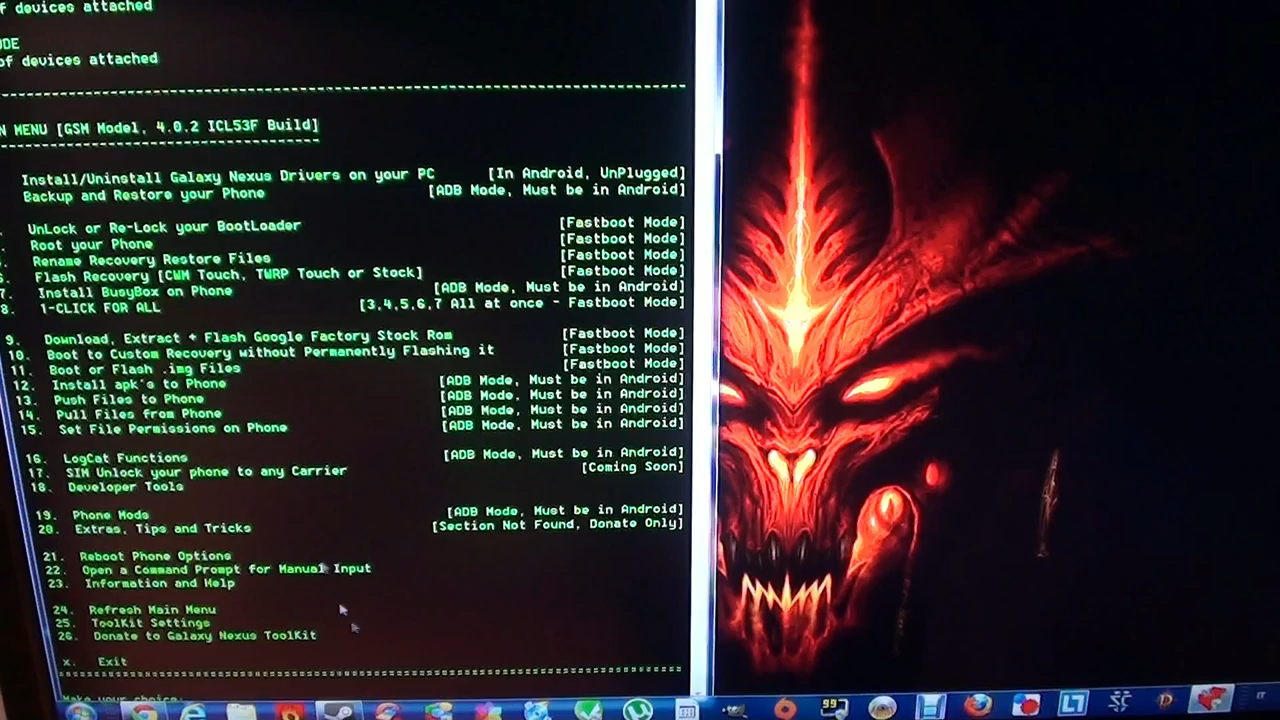 of devices attached
of devices attached
MENU [GSM Model, 4.0.2 ICL53F Build]
Install/Uninstall Galaxy Nexus Drivers on your PC [In Android, UnPlugged]
Backup and Restore your Phone [ADB Mode, Must be in Android]
UnLock or Re-Lock your BootLoader [Fastboot Mode]
Root your Phone [Fastboot Mode]
Rename Recovery Restore Files [Fastboot Mode]
Flash Recovery [CWM Touch, TWRP Touch or Stock] [Fastboot Mode]
7. Install BusyBox on Phone [ADB Mode, Must be in Android]
8. 1-CLICK FOR ALL [3,4,5,6,7 All at once - Fastboot Mode]
9. Download, Extract + Flash Google Factory Stock Rom [Fastboot Mode]
10. Boot to Custom Recovery without Permanently Flashing it [Fastboot Mode]
11. Boot or Flash .img Files [Fastboot Mode]
12. Install apk's to Phone [ADB Mode, Must be in Android]
13. Push Files to Phone [ADB Mode, Must be in Android]
14. Pull Files from Phone [ADB Mode, Must be in Android]
15. Set File Permissions on Phone [ADB Mode, Must be in Android]
16. LogCat Functions [ADB Mode, Must be in Android]
17. SIM Unlock your phone to any Carrier [Coming Soon]
18. Developer Tools
19. Phone Mods [ADB Mode, Must be in Android]
20. Extras, Tips and Tricks [Section Not Found, Donate Only]
21. Reboot Phone Options
22. Open a Command Prompt for Manual Input
23. Information and Help
24. Refresh Main Menu
25. ToolKit Settings
26. Donate to Galaxy Nexus ToolKit
x. Exit
Make your choice:
99
IT